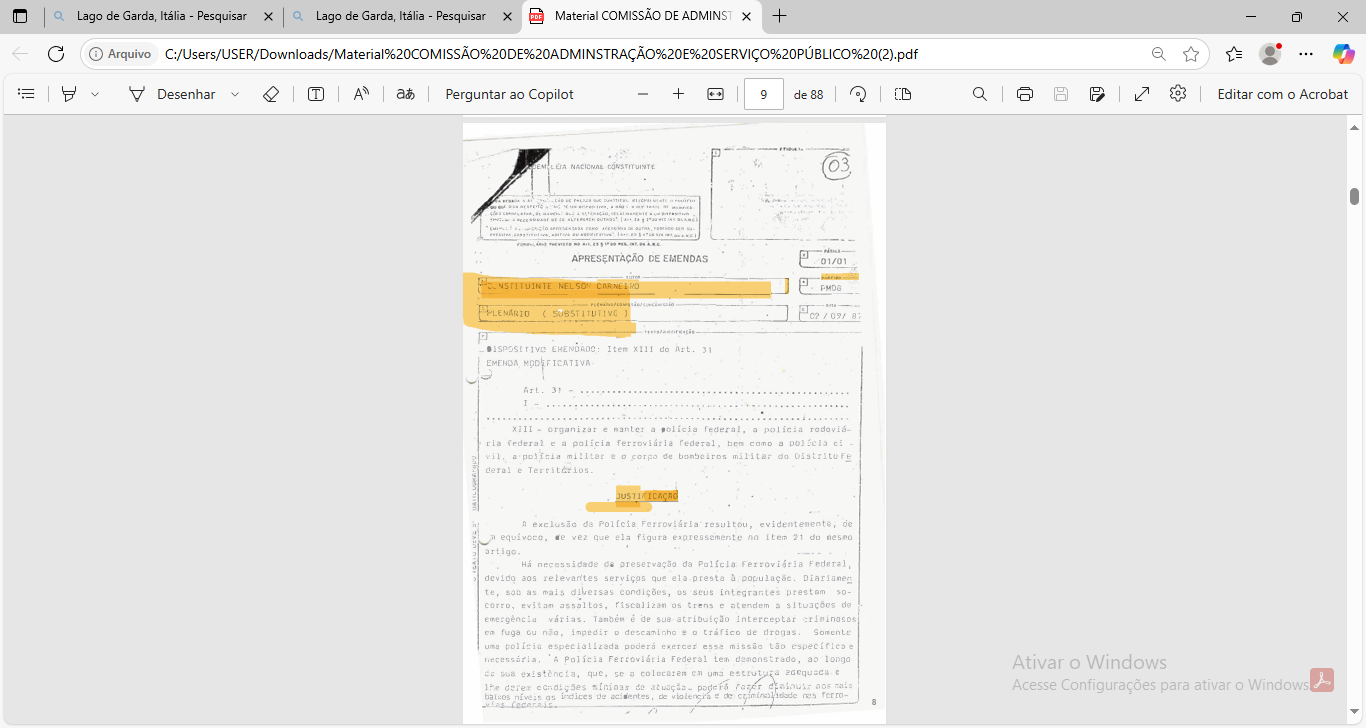 Lago de Garda, Itália - Pesquisar
Lago de Garda, Itália - Pesquisar
Material COMISSÃO DE ADMINST
Arquivo
C:/Users/USER/Downloads/Material%20COMISSÃO%20DE%20ADMINSTRAÇÃO%20E%20SERVIÇO%20PÚBLICO%20(2).pdf
Desenhar
Perguntar ao Copilot
9
de 88
Editar com o Acrobat
NACIONAL CONSTITUINTE
03
APRESENTAÇÃO DE EMENDAS
AUTOR
01/01
CONSTITUINTE NELSON CARNEIRO
PMDB
PLENÁRIO ( SUBSTITUTIVO )
02 / 09/ 87
DISPOSITIVO EMENDADO: Item XIII do Art. 31
EMENDA MODIFICATIVA
Art. 31 -
I -
XIII - organizar e manter a polícia federal, a polícia rodoviá-
ria federal e a polícia ferroviária federal, bem como a polícia ci -
vil, a polícia militar e o corpo de bombeiros militar do Distrito Fe
deral e Territórios.
JUSTIFICAÇÃO
A exclusão da Polícia Ferroviária resultou, evidentemente, de
equívoco, de vez que ela figura expressemente no item 21 do mesmo
artigo.
Há necessidade de preservação da Polícia Ferroviária Federal,
devido aos relevantes serviços que ela presta à população. Diariamen
te, sob as mais diversas condições, os seus integrantes prestam so-
corro, evitam assaltos, fiscalizam os trens e atendem a situações de
emergência várias. Também é de sua atribuição interceptar criminosos
em fuga ou não, impedir o descaminho e o tráfico de drogas. Somente
uma polícia especializada poderá exercer essa missão tão específica e
necessária. A Polícia Ferroviária Federal tem demonstrado, ao longo
de sua existência, que, se a colocarem em uma estrutura adequada e
lhe derem condições mínimas de atuação, poderá fazer diminuir aos mais
baixos níveis os índices de acidentes, de violência e de criminalidade nas ferro-
vias federais.
8
Ativar o Windows
Acesse Configurações para ativar o Windows